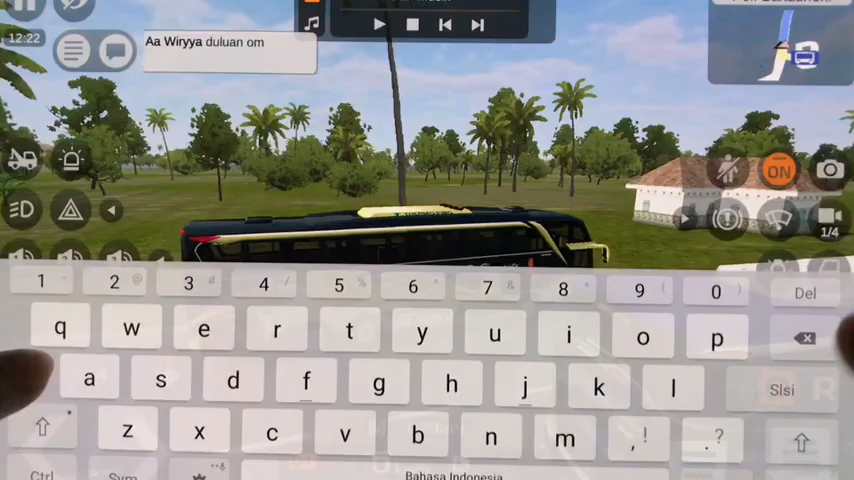 12:22
Aa Wiryya duluan om
ON
1/4
1 2 @ 3 # 4 / 5 % 6 ^ 7 & 8 * 9 ( 0 ) Del
q w e r t y u i o p
a s d f g h j k l Slsi
z x c v b n m , ! . ?
Ctrl Sym Bahasa Indonesia